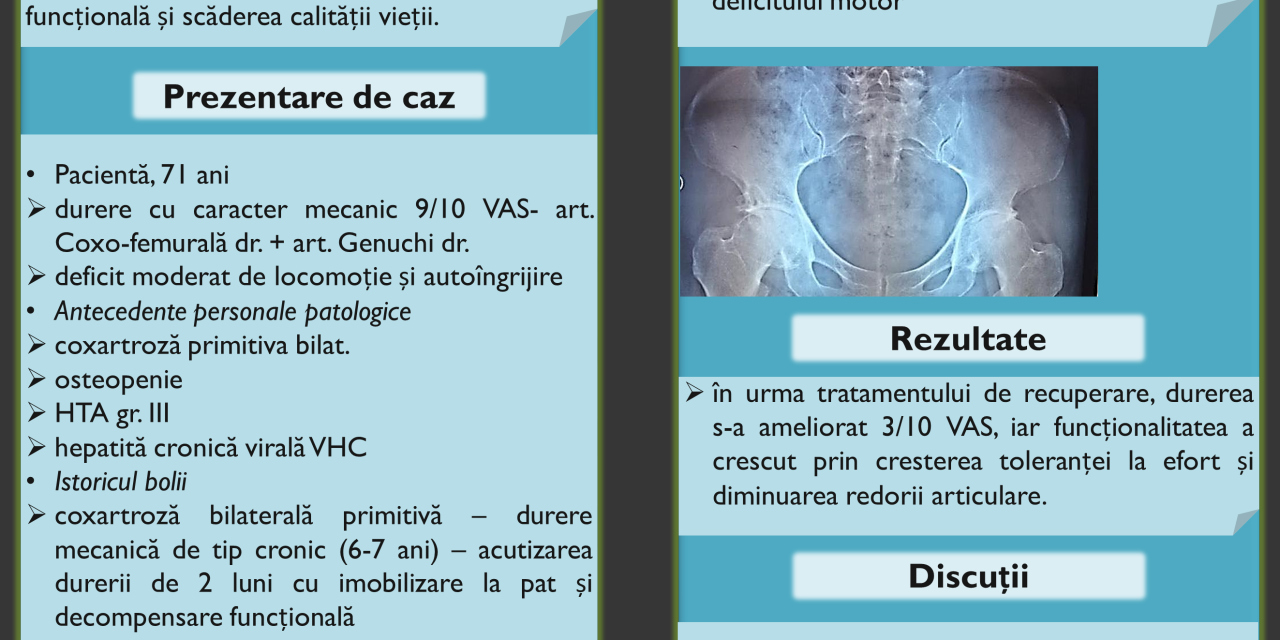 funcțională și scăderea calității vieții.
Prezentare de caz
• Pacientă, 71 ani
➢ durere cu caracter mecanic 9/10 VAS- art.
Coxo-femurală dr. + art. Genuchi dr.
➢ deficit moderat de locomoție și autoîngrijire
• Antecedente personale patologice
➢ coxartroză primitiva bilat.
➢ osteopenie
➢ HTA gr. III
➢ hepatită cronică virală VHC
• Istoricul bolii
➢ coxartroză bilaterală primitivă – durere
mecanică de tip cronic (6-7 ani) – acutizarea
durerii de 2 luni cu imobilizare la pat și
decompensare funcțională
deficitului motor
Rezultate
➢ în urma tratamentului de recuperare, durerea
s-a ameliorat 3/10 VAS, iar funcționalitatea a
crescut prin cresterea toleranței la efort și
diminuarea redorii articulare.
Discuții